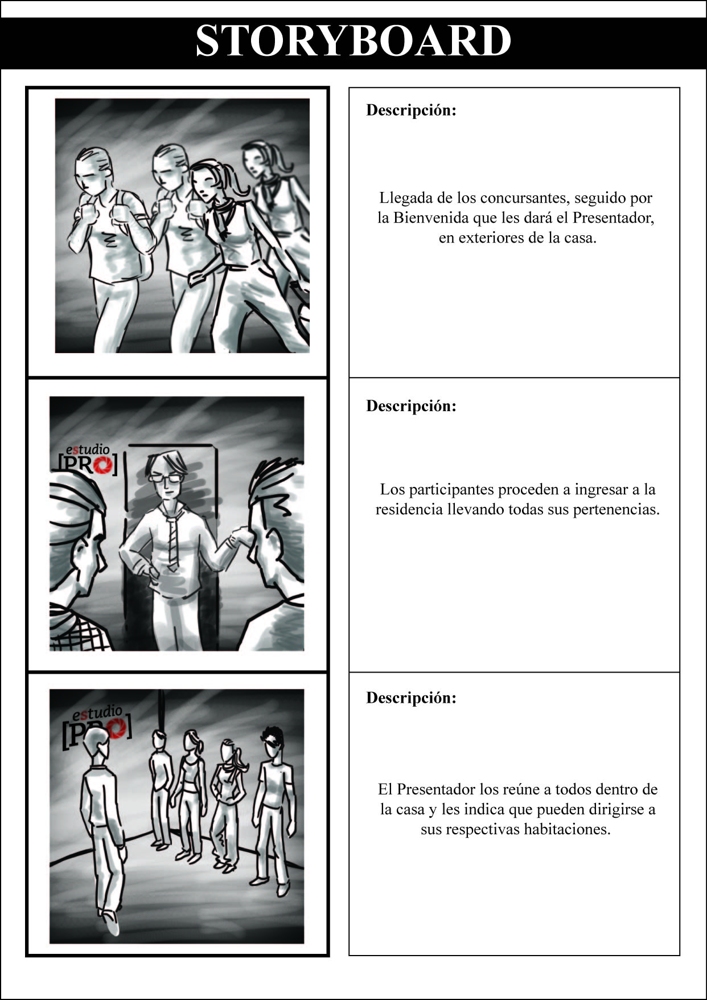 STORYBOARD
Descripción:
Llegada de los concursantes, seguido por
la Bienvenida que les dará el Presentador,
en exteriores de la casa.
estudio
[PRO]
Descripción:
Los participantes proceden a ingresar a la
residencia llevando todas sus pertenencias.
estudio
[PRO]
Descripción:
El Presentador los reúne a todos dentro de
la casa y les indica que pueden dirigirse a
sus respectivas habitaciones.